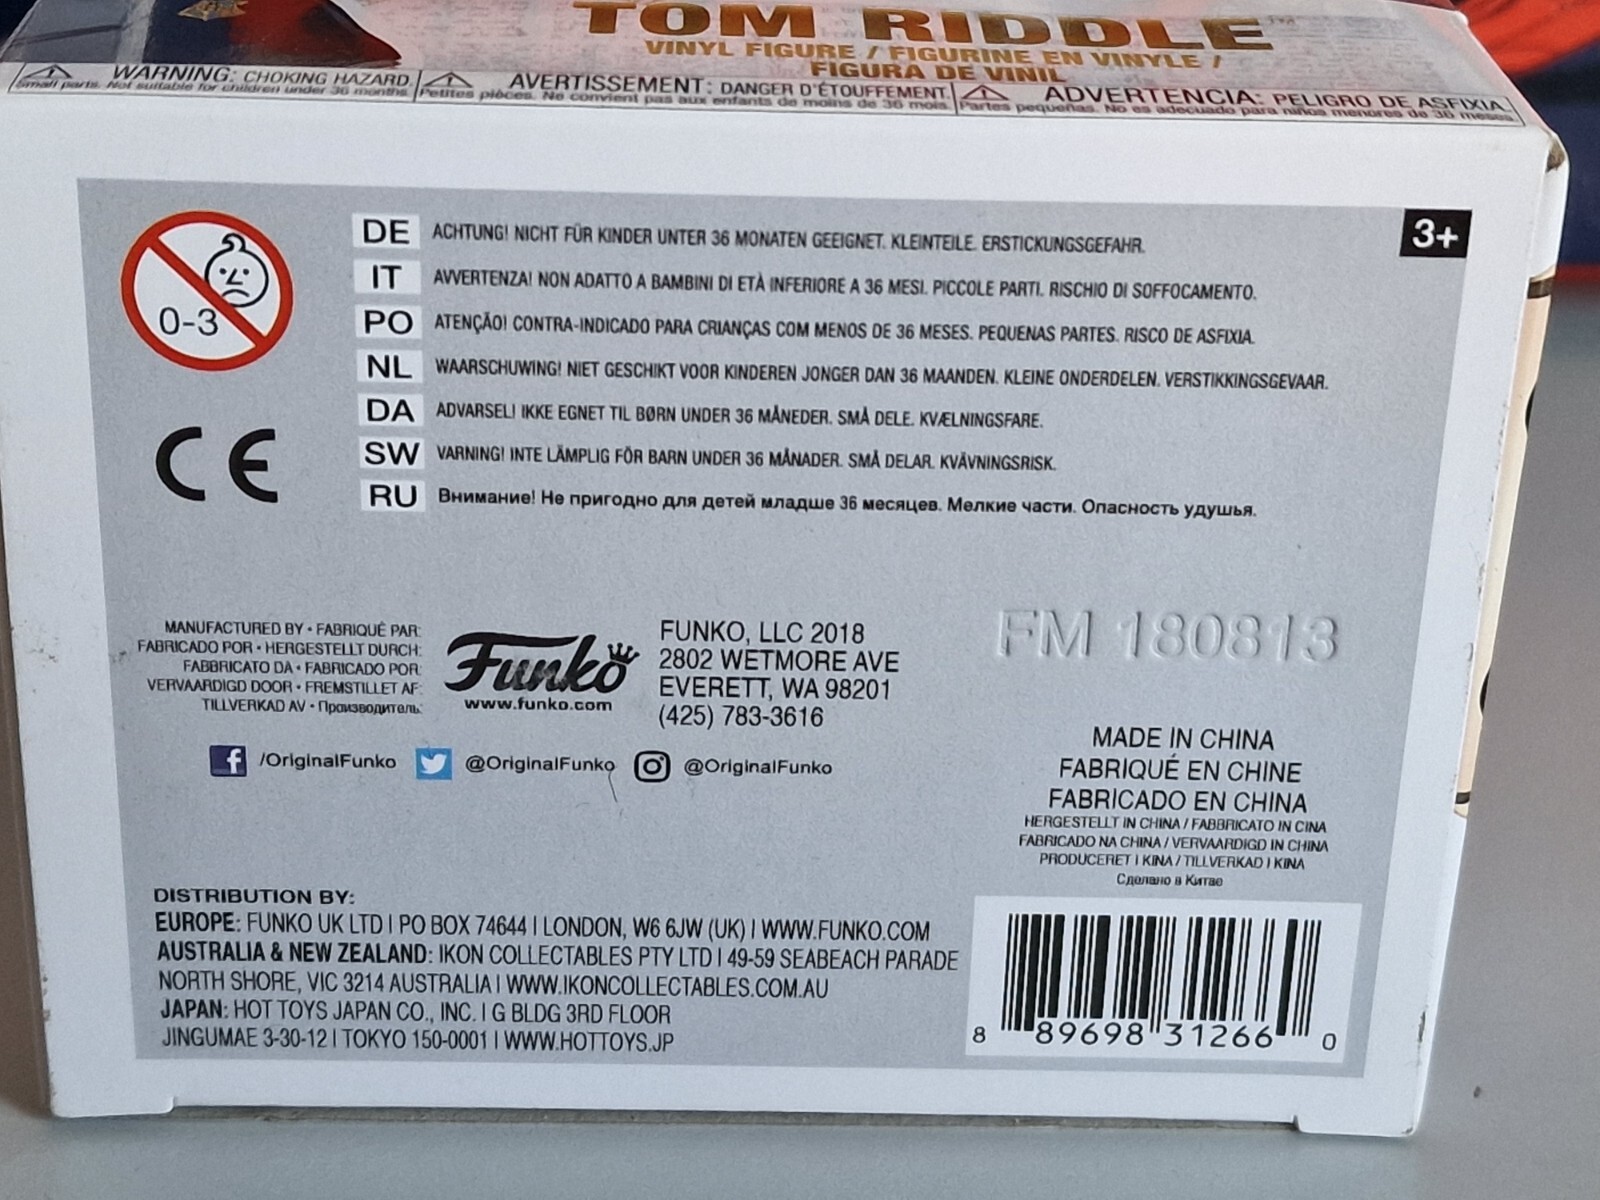 TOM RIDDLE™
VINYL FIGURE / FIGURINE EN VINYLE /
FIGURA DE VINIL
WARNING: CHOKING HAZARD.
Small parts. Not suitable for children under 36 months.
AVERTISSEMENT: DANGER D'ÉTOUFFEMENT.
Petites pièces. Ne convient pas aux enfants de moins de 36 mois.
ADVERTENCIA: PELIGRO DE ASFIXIA.
Partes pequeñas. No es adecuado para niños menores de 36 meses.
3+
0-3
DE ACHTUNG! NICHT FÜR KINDER UNTER 36 MONATEN GEEIGNET. KLEINTEILE. ERSTICKUNGSGEFAHR.
IT AVVERTENZA! NON ADATTO A BAMBINI DI ETÀ INFERIORE A 36 MESI. PICCOLE PARTI. RISCHIO DI SOFFOCAMENTO.
PO ATENÇÃO! CONTRA-INDICADO PARA CRIANÇAS COM MENOS DE 36 MESES. PEQUENAS PARTES. RISCO DE ASFIXIA.
NL WAARSCHUWING! NIET GESCHIKT VOOR KINDEREN JONGER DAN 36 MAANDEN. KLEINE ONDERDELEN. VERSTIKKINGSGEVAAR.
DA ADVARSEL! IKKE EGNET TIL BØRN UNDER 36 MÅNEDER. SMÅ DELE. KVÆLNINGSFARE.
SW VARNING! INTE LÄMPLIG FÖR BARN UNDER 36 MÅNADER. SMÅ DELAR. KVÄVNINGSRISK.
RU Внимание! Не пригодно для детей младше 36 месяцев. Мелкие части. Опасность удушья.
CE
MANUFACTURED BY • FABRIQUÉ PAR:
FABRICADO POR • HERGESTELLT DURCH:
FABBRICATO DA • FABRICADO POR:
VERVAARDIGD DOOR • FREMSTILLET AF:
TILLVERKAD AV • Производитель:
Funko
www.funko.com
FUNKO, LLC 2018
2802 WETMORE AVE
EVERETT, WA 98201
(425) 783-3616
FM 180813
/OriginalFunko @OriginalFunko @OriginalFunko
MADE IN CHINA
FABRIQUÉ EN CHINE
FABRICADO EN CHINA
HERGESTELLT IN CHINA / FABBRICATO IN CINA
FABRICADO NA CHINA / VERVAARDIGD IN CHINA
PRODUCERET I KINA / TILLVERKAD I KINA
Сделано в Китае
DISTRIBUTION BY:
EUROPE: FUNKO UK LTD | PO BOX 74644 | LONDON, W6 6JW (UK) | WWW.FUNKO.COM
AUSTRALIA & NEW ZEALAND: IKON COLLECTABLES PTY LTD | 49-59 SEABEACH PARADE
NORTH SHORE, VIC 3214 AUSTRALIA | WWW.IKONCOLLECTABLES.COM.AU
JAPAN: HOT TOYS JAPAN CO., INC. | G BLDG 3RD FLOOR
JINGUMAE 3-30-12 | TOKYO 150-0001 | WWW.HOTTOYS.JP
8 89698 31266 0